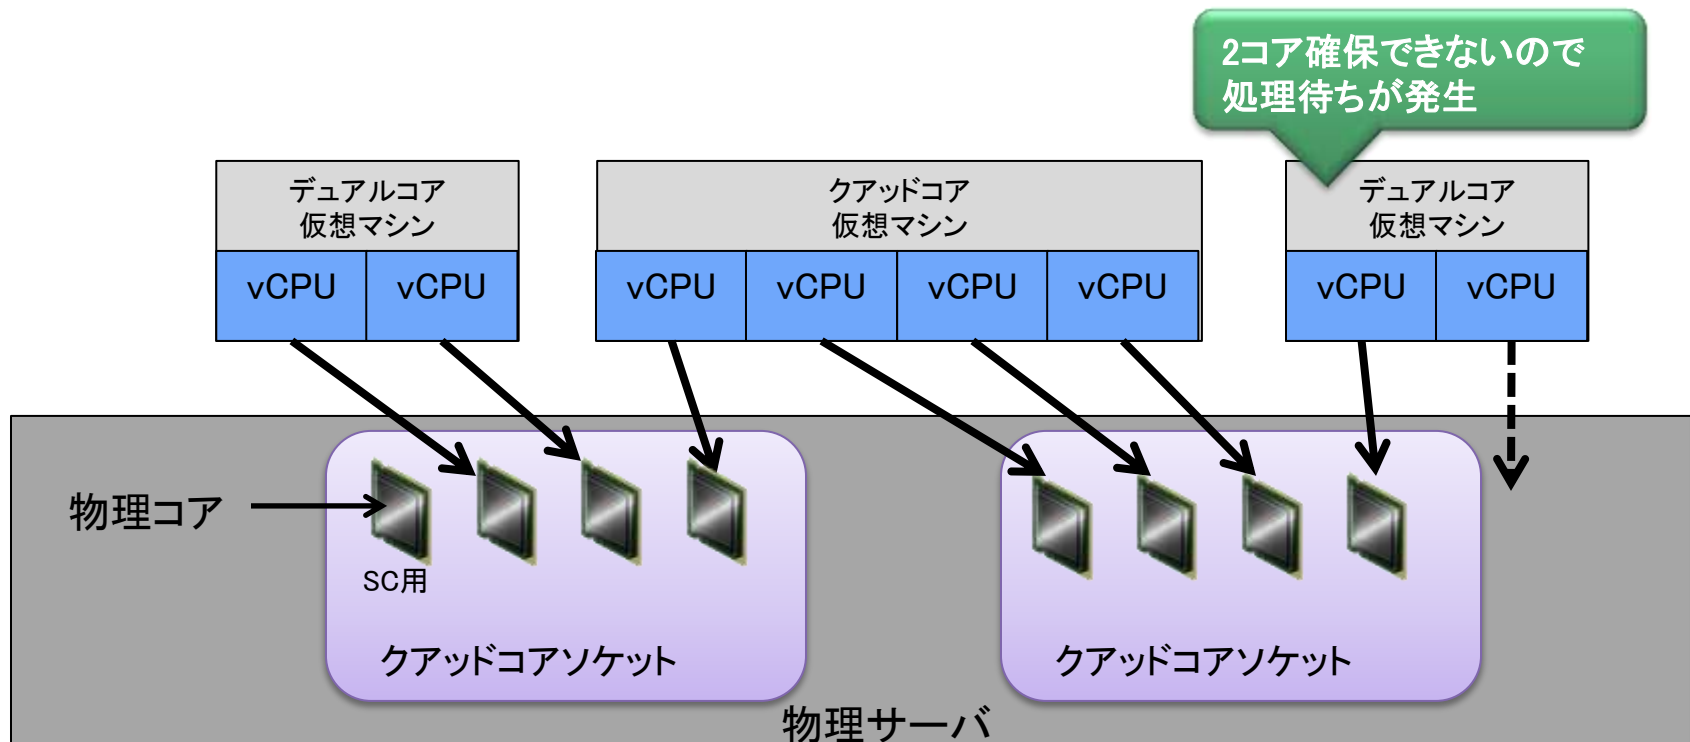 2コア確保できないので
処理待ちが発生
デュアルコア
仮想マシン
クアッドコア
仮想マシン
デュアルコア
仮想マシン
vCPU vCPU vCPU vCPU vCPU vCPU vCPU vCPU
物理コア
SC用
クアッドコアソケット クアッドコアソケット
物理サーバ